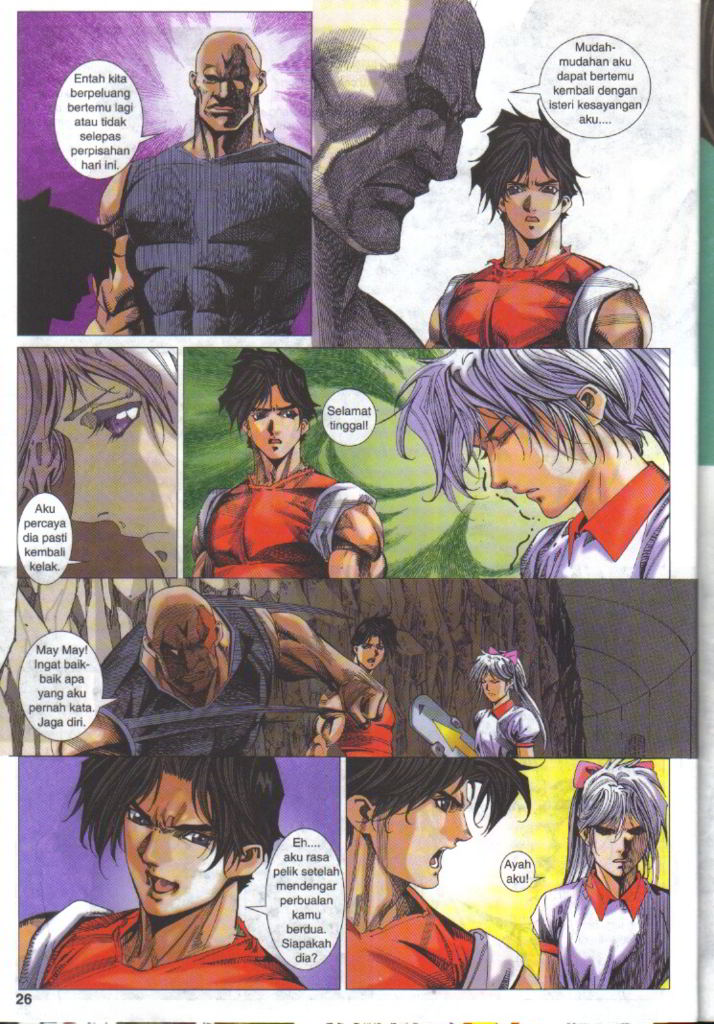 Entah kita
berpeluang
bertemu lagi
atau tidak
selepas
perpisahan
hari ini.
Mudah-
mudahan aku
dapat bertemu
kembali dengan
isteri kesayangan
aku....
Aku
percaya
dia pasti
kembali
kelak.
Selamat
tinggal!
May May!
Ingat baik-
baik apa
yang aku
pernah kata.
Jaga diri.
Eh....
aku rasa
pelik setelah
mendengar
perbualan
kamu
berdua.
Siapakah
dia?
Ayah
aku!
26